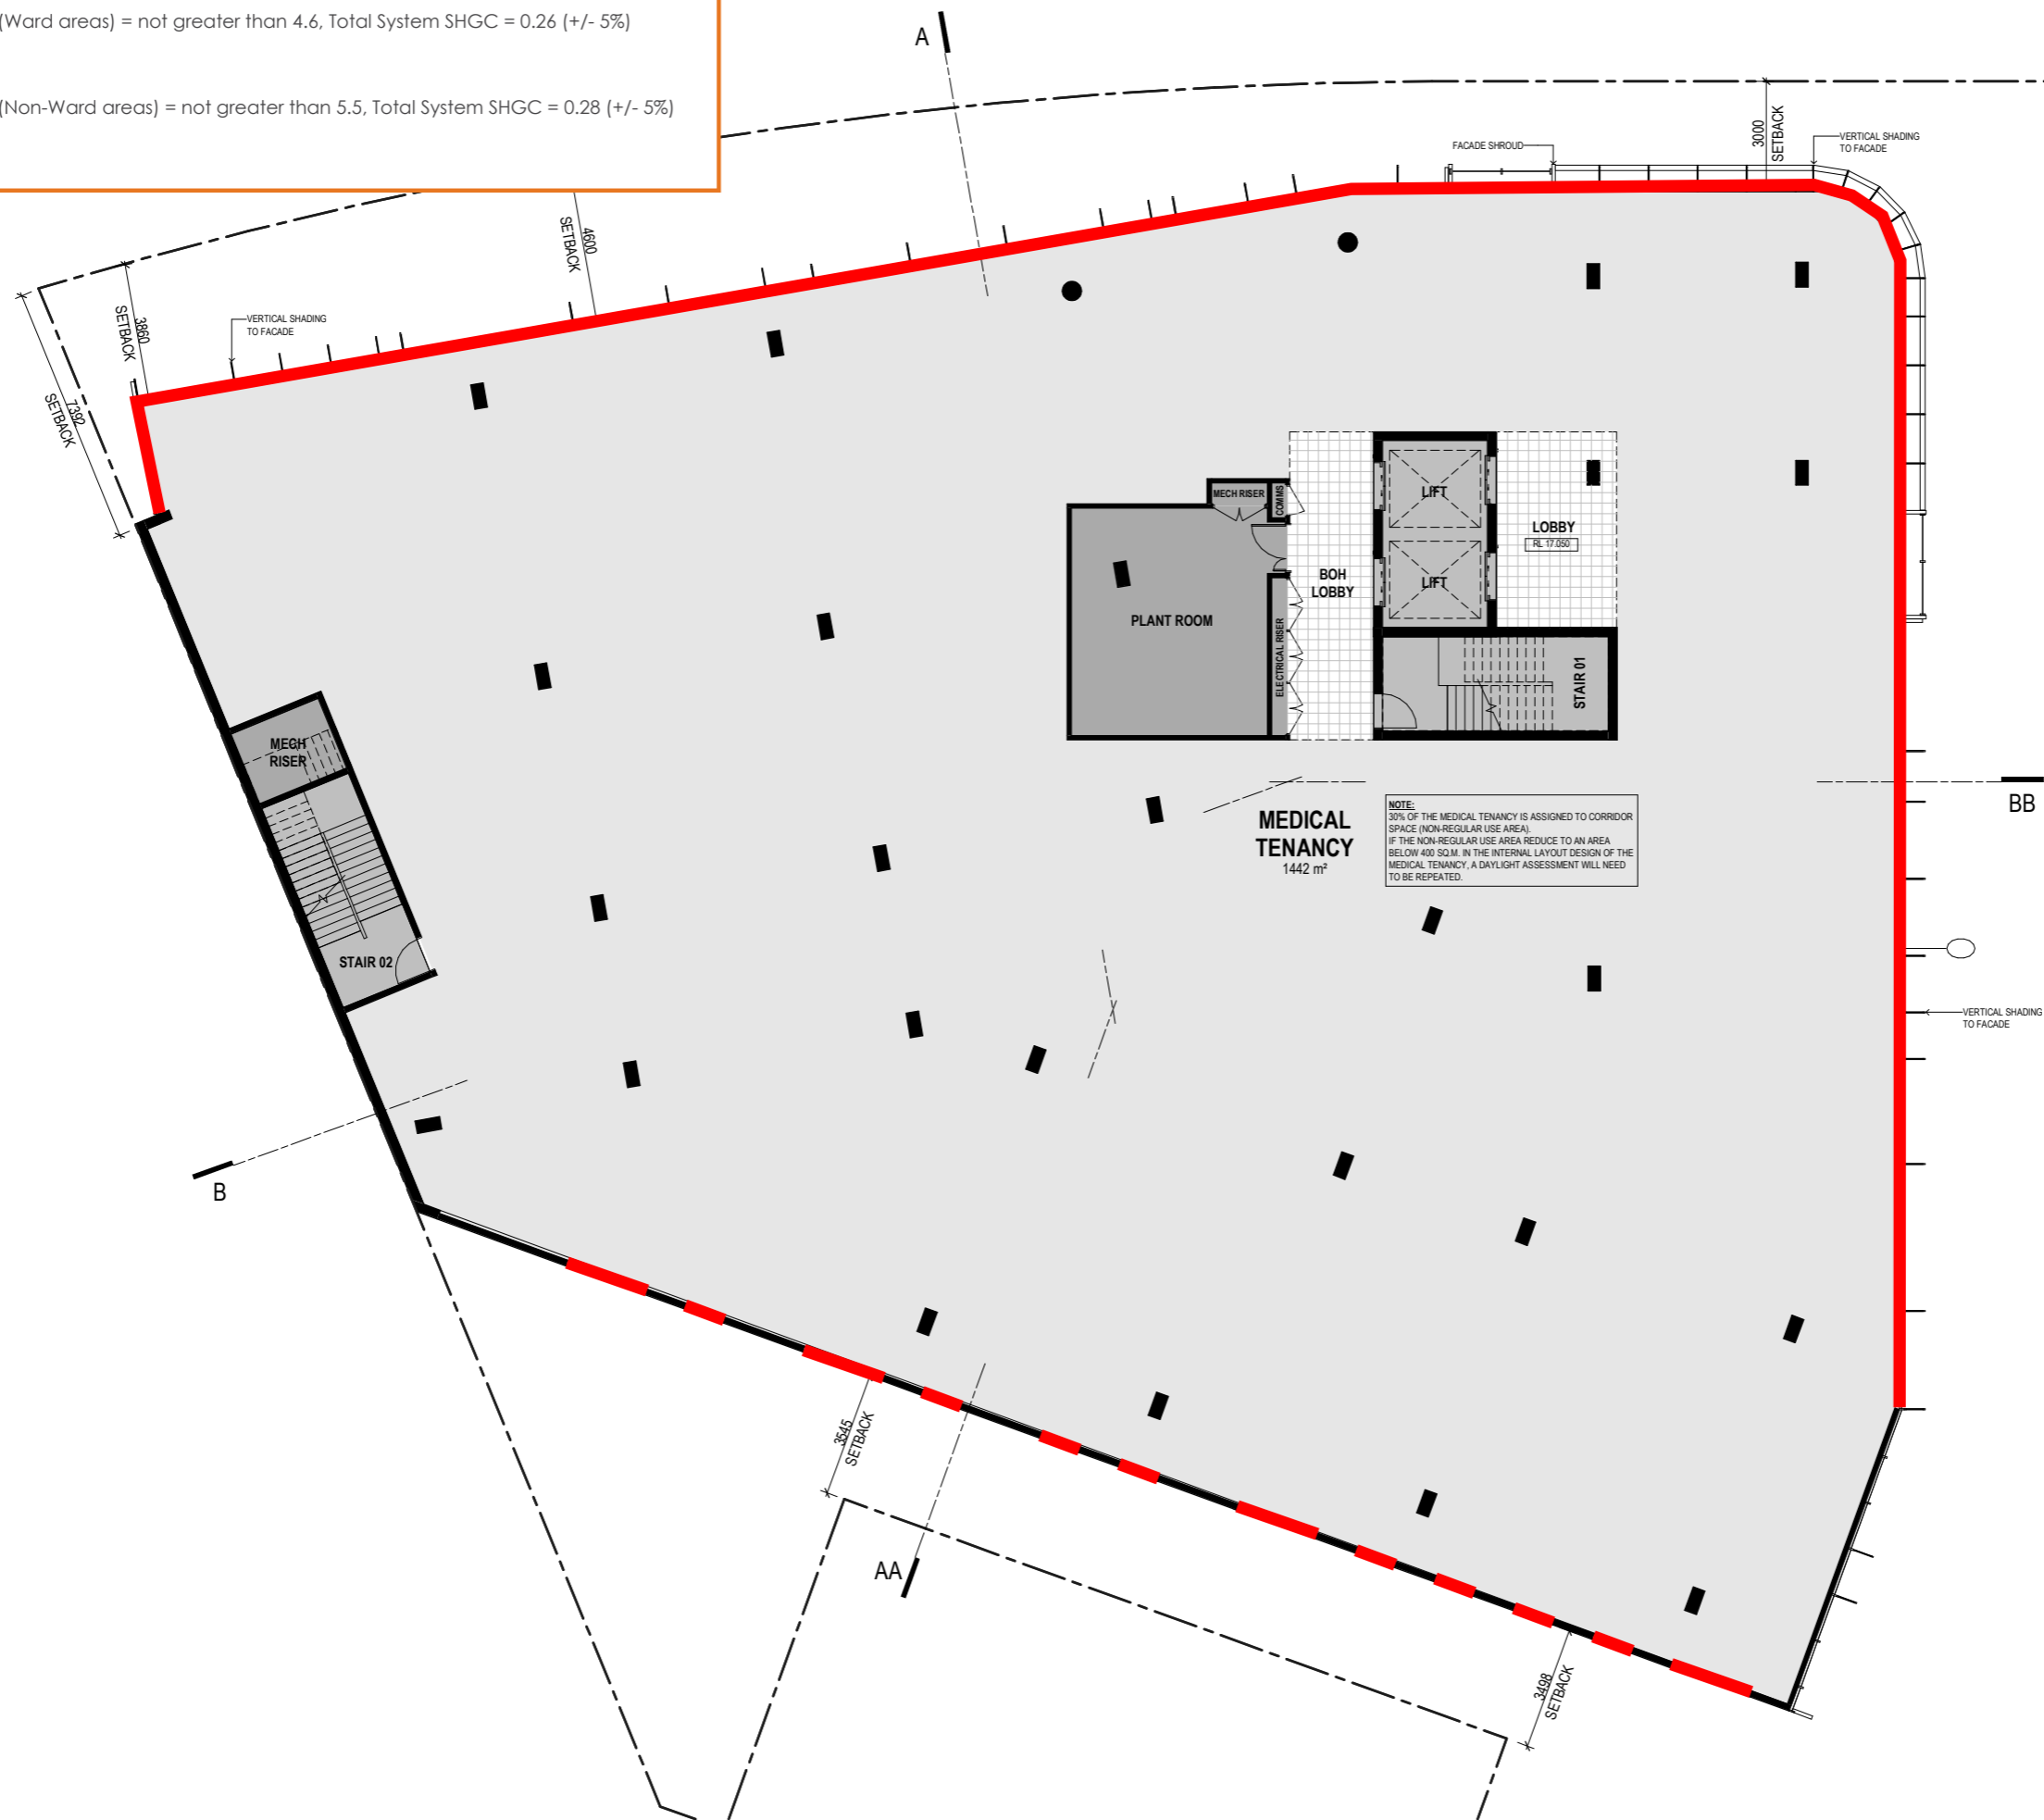 (Ward areas) = not greater than 4.6, Total System SHGC = 0.26 (+/- 5%)
(Non-Ward areas) = not greater than 5.5, Total System SHGC = 0.28 (+/- 5%)
A
3000
SETBACK
FACADE SHROUD
VERTICAL SHADING
TO FACADE
4600
SETBACK
3860
SETBACK
VERTICAL SHADING
TO FACADE
7392
SETBACK
MECH RISER
COMMS
LIFT
LOBBY
RL 17.050
BOH
LOBBY
LIFT
PLANT ROOM
ELECTRICAL RISER
STAIR 01
MECH
RISER
BB
MEDICAL
TENANCY
1442 m²
NOTE:
30% OF THE MEDICAL TENANCY IS ASSIGNED TO CORRIDOR
SPACE (NON-REGULAR USE AREA).
IF THE NON-REGULAR USE AREA REDUCE TO AN AREA
BELOW 400 SQ.M. IN THE INTERNAL LAYOUT DESIGN OF THE
MEDICAL TENANCY, A DAYLIGHT ASSESSMENT WILL NEED
TO BE REPEATED.
STAIR 02
VERTICAL SHADING
TO FACADE
B
3545
SETBACK
AA
3498
SETBACK